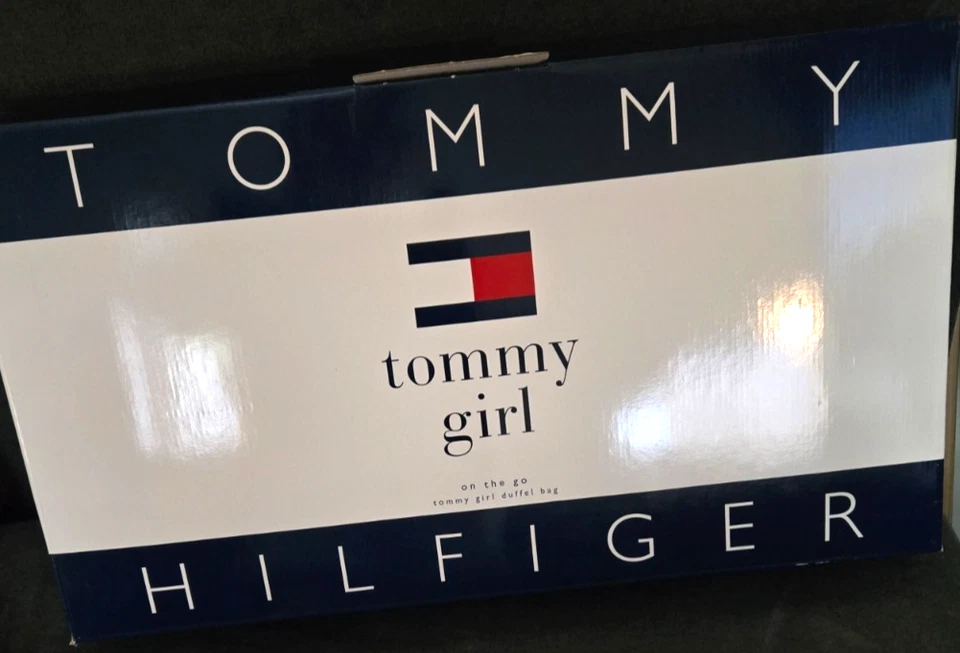 TOMMY
tommy
girl
on the go
tommy girl duffel bag
HILFIGER